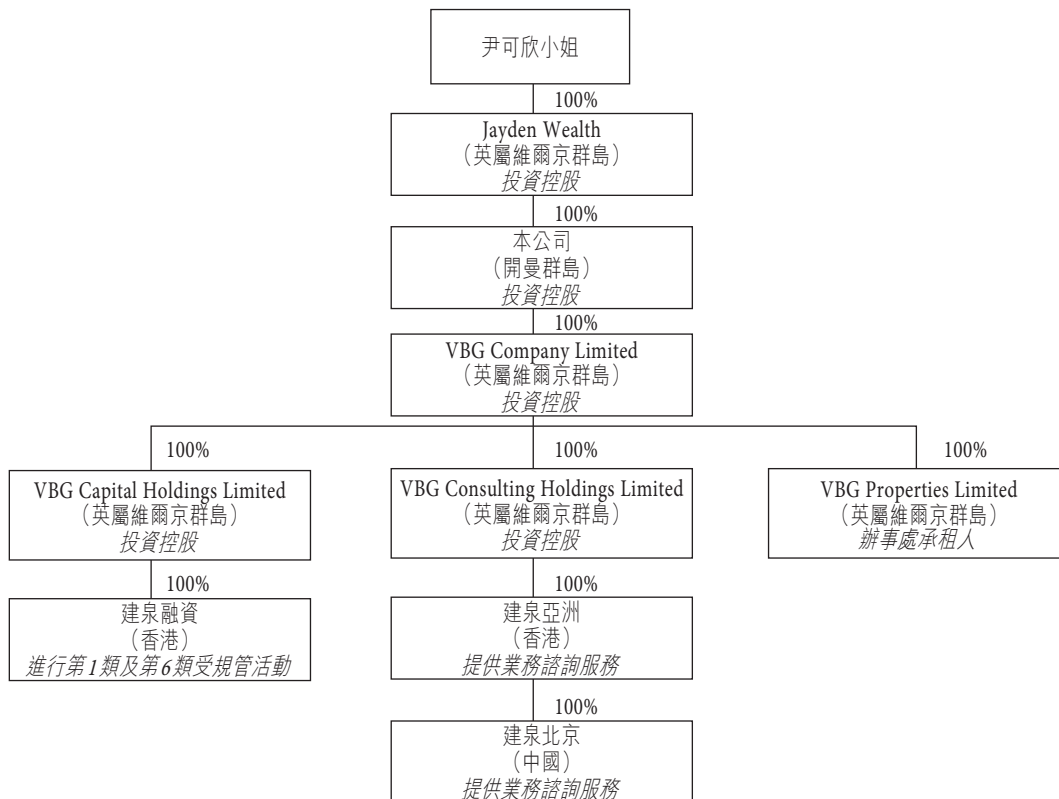 尹可欣小姐
100%
Jayden Wealth
(英屬維爾京群島)
投資控股
100%
本公司
(開曼群島)
投資控股
100%
VBG Company Limited
(英屬維爾京群島)
投資控股
100%
100%
100%
VBG Capital Holdings Limited
(英屬維爾京群島)
投資控股
VBG Consulting Holdings Limited
(英屬維爾京群島)
投資控股
VBG Properties Limited
(英屬維爾京群島)
辦事處承租人
100%
100%
建泉融資
(香港)
進行第1類及第6類受規管活動
建泉亞洲
(香港)
提供業務諮詢服務
100%
建泉北京
(中國)
提供業務諮詢服務